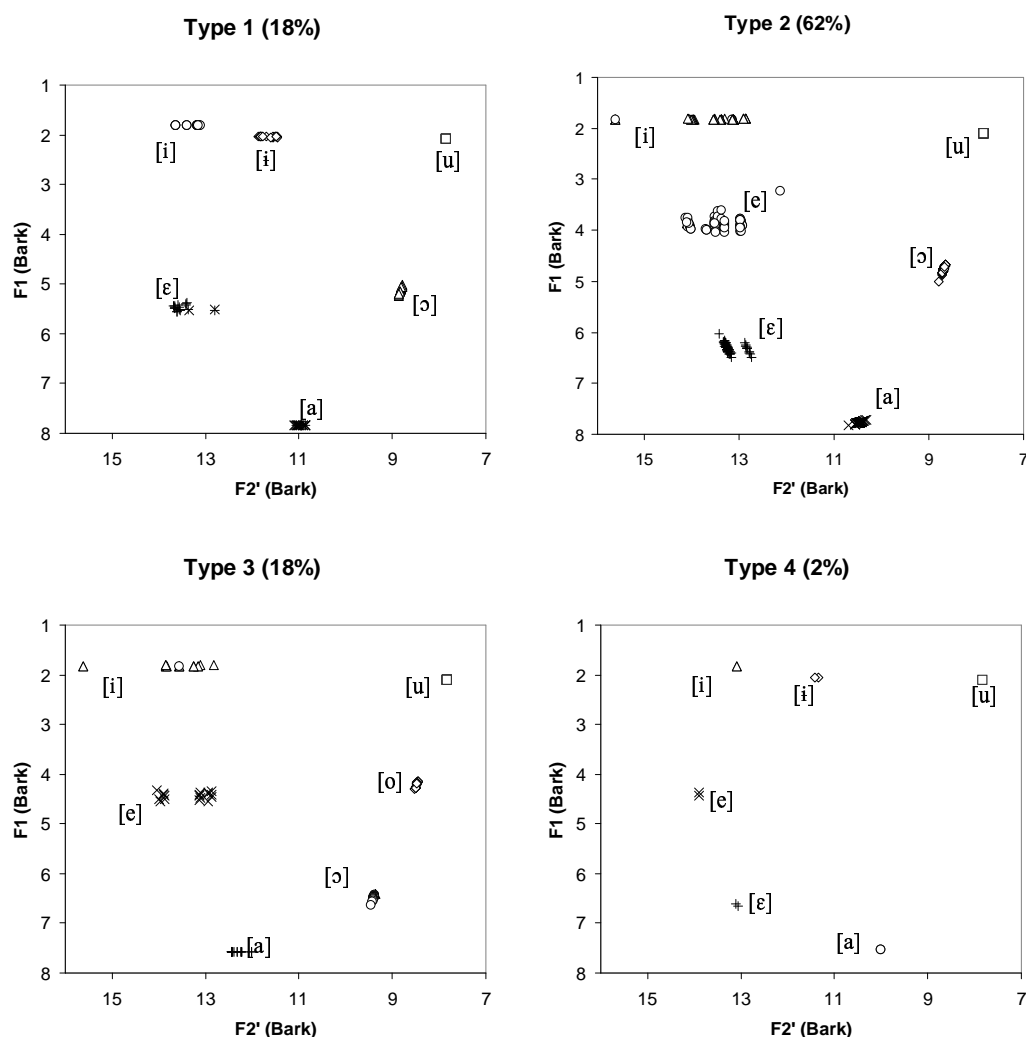 Type 1 (18%)
1
2
3
4
5
6
7
8
15 13 11 9 7
F1 (Bark)
F2' (Bark)
[i] [ɨ] [u]
[ɛ] [ɔ]
[a]
Type 2 (62%)
1
2
3
4
5
6
7
8
15 13 11 9 7
F1 (Bark)
F2' (Bark)
[i] [u]
[e]
[ɔ]
[ɛ]
[a]
Type 3 (18%)
1
2
3
4
5
6
7
8
15 13 11 9 7
F1 (Bark)
F2' (Bark)
[i] [u]
[o]
[e]
[ɔ]
[a]
Type 4 (2%)
1
2
3
4
5
6
7
8
15 13 11 9 7
F1 (Bark)
F2' (Bark)
[i] [ɨ] [u]
[e]
[ɛ]
[a]